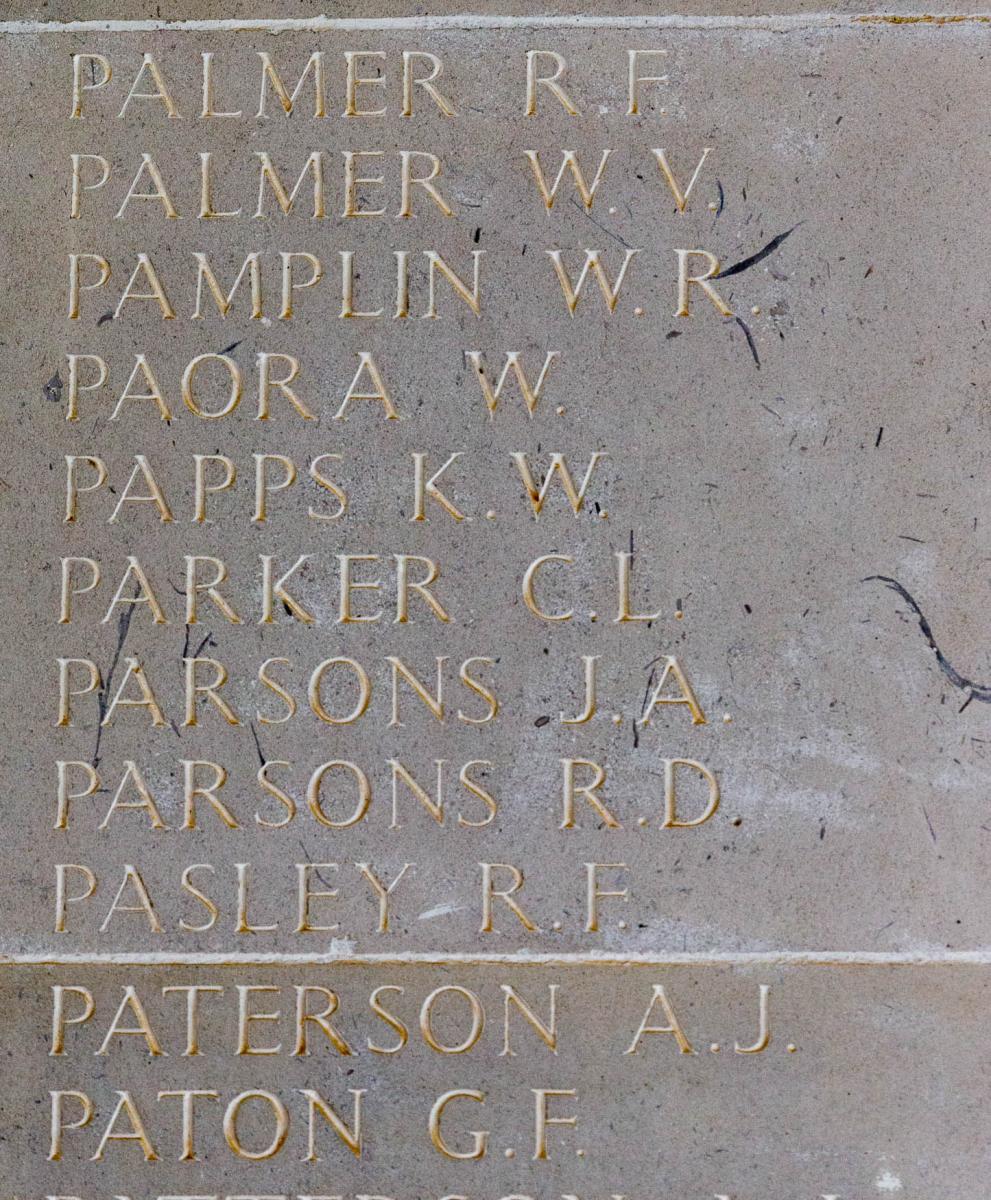 PALMER R.F.
PALMER W.V.
PAMPLIN W.R.
PAORA W.
PAPPS K.W.
PARKER C.L.
PARSONS J.A.
PARSONS R.D.
PASLEY R.F.
PATERSON A.J.
PATON G.F.